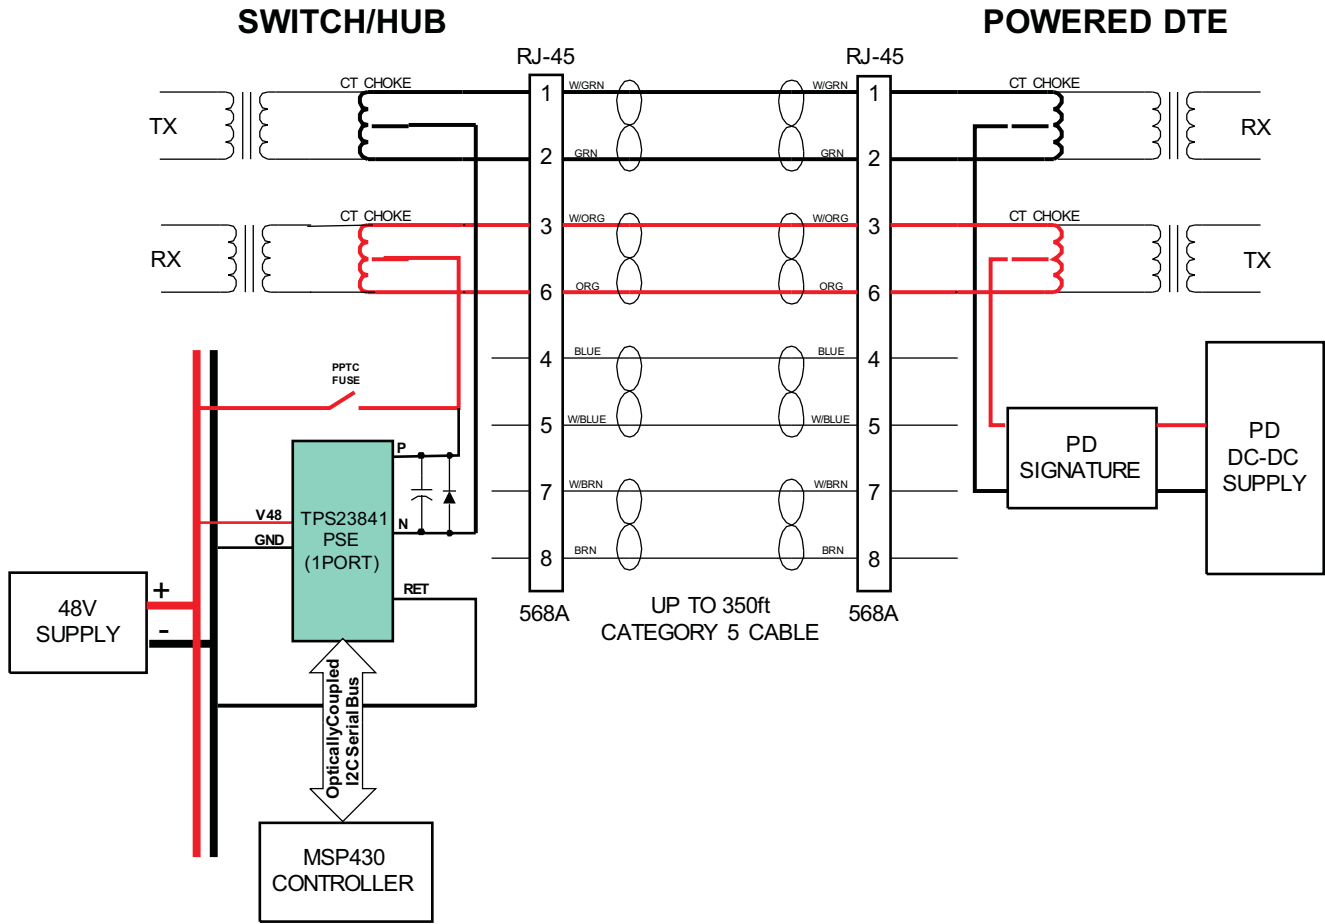 SWITCH/HUB
POWERED DTE
RJ-45
RJ-45
CT CHOKE
W/GRN
W/GRN
CT CHOKE
1
1
TX
RX
2
GRN
GRN
2
CT CHOKE
W/ORG
W/ORG
CT CHOKE
3
3
RX
TX
6
ORG
ORG
6
PPTC
FUSE
4
BLUE
BLUE
4
5
W/BLUE
W/BLUE
5
PD
SIGNATURE
PD
DC-DC
SUPPLY
P
7
W/BRN
W/BRN
7
V48
GND
TPS23841
PSE
(1PORT)
N
8
BRN
BRN
8
RET
48V
SUPPLY
+
-
568A
568A
UP TO 350ft
CATEGORY 5 CABLE
OpticallyCoupled
I2CSerialBus
MSP430
CONTROLLER